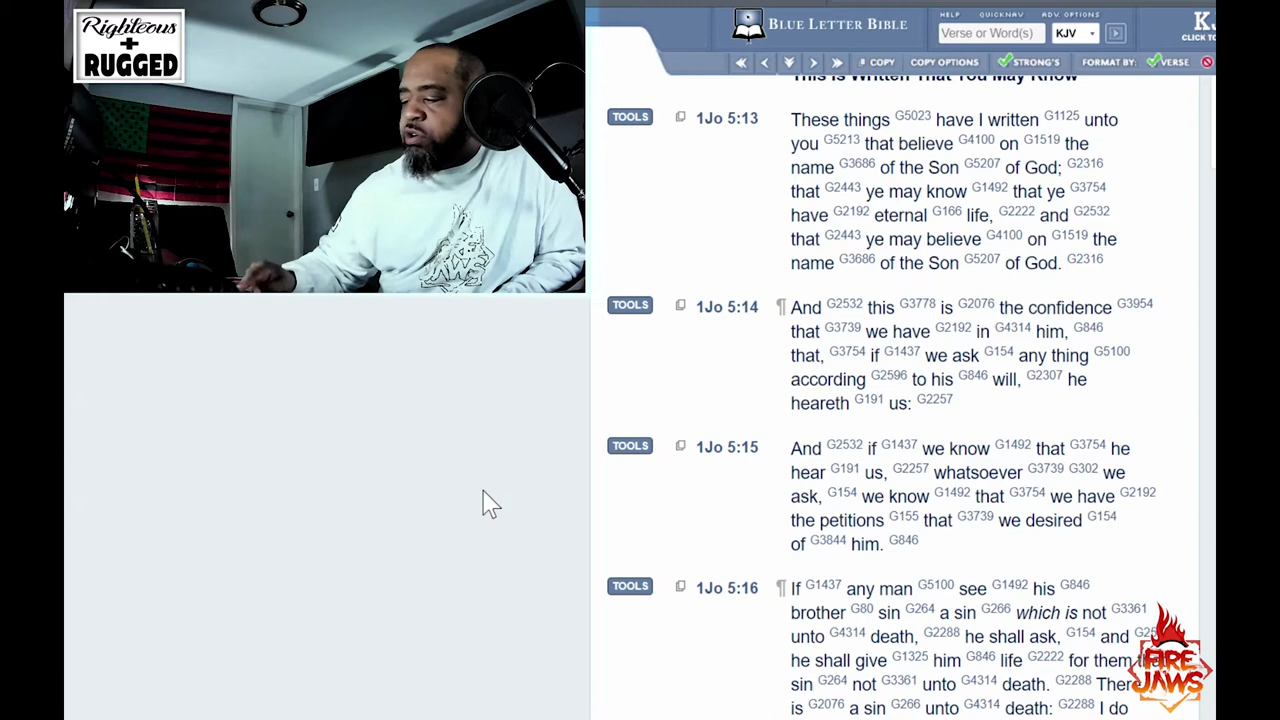 Righteous
+
RUGGED
BLUE LETTER BIBLE
HELP QUICKNAV ADV. OPTIONS
Verse or Word(s) KJV
CLICK TO
COPY COPY OPTIONS STRONG'S FORMAT BY: VERSE
This Is Written That You May Know
TOOLS 1Jo 5:13 These things G5023 have I written G1125 unto
you G5213 that believe G4100 on G1519 the
name G3686 of the Son G5207 of God; G2316
that G2443 ye may know G1492 that ye G3754
have G2192 eternal G166 life, G2222 and G2532
that G2443 ye may believe G4100 on G1519 the
name G3686 of the Son G5207 of God. G2316
TOOLS 1Jo 5:14 ¶ And G2532 this G3778 is G2076 the confidence G3954
that G3739 we have G2192 in G4314 him, G846
that, G3754 if G1437 we ask G154 any thing G5100
according G2596 to his G846 will, G2307 he
heareth G191 us: G2257
TOOLS 1Jo 5:15 And G2532 if G1437 we know G1492 that G3754 he
hear G191 us, G2257 whatsoever G3739 G302 we
ask, G154 we know G1492 that G3754 we have G2192
the petitions G155 that G3739 we desired G154
of G3844 him. G846
TOOLS 1Jo 5:16 ¶ If G1437 any man G5100 see G1492 his G846
brother G80 sin G264 a sin G266 which is not G3361
unto G4314 death, G2288 he shall ask, G154 and
he shall give G1325 him G846 life G2222 for them
sin G264 not G3361 unto G4314 death. G2288 There
is G2076 a sin G266 unto G4314 death: G2288 I do
FIRE
JAWS